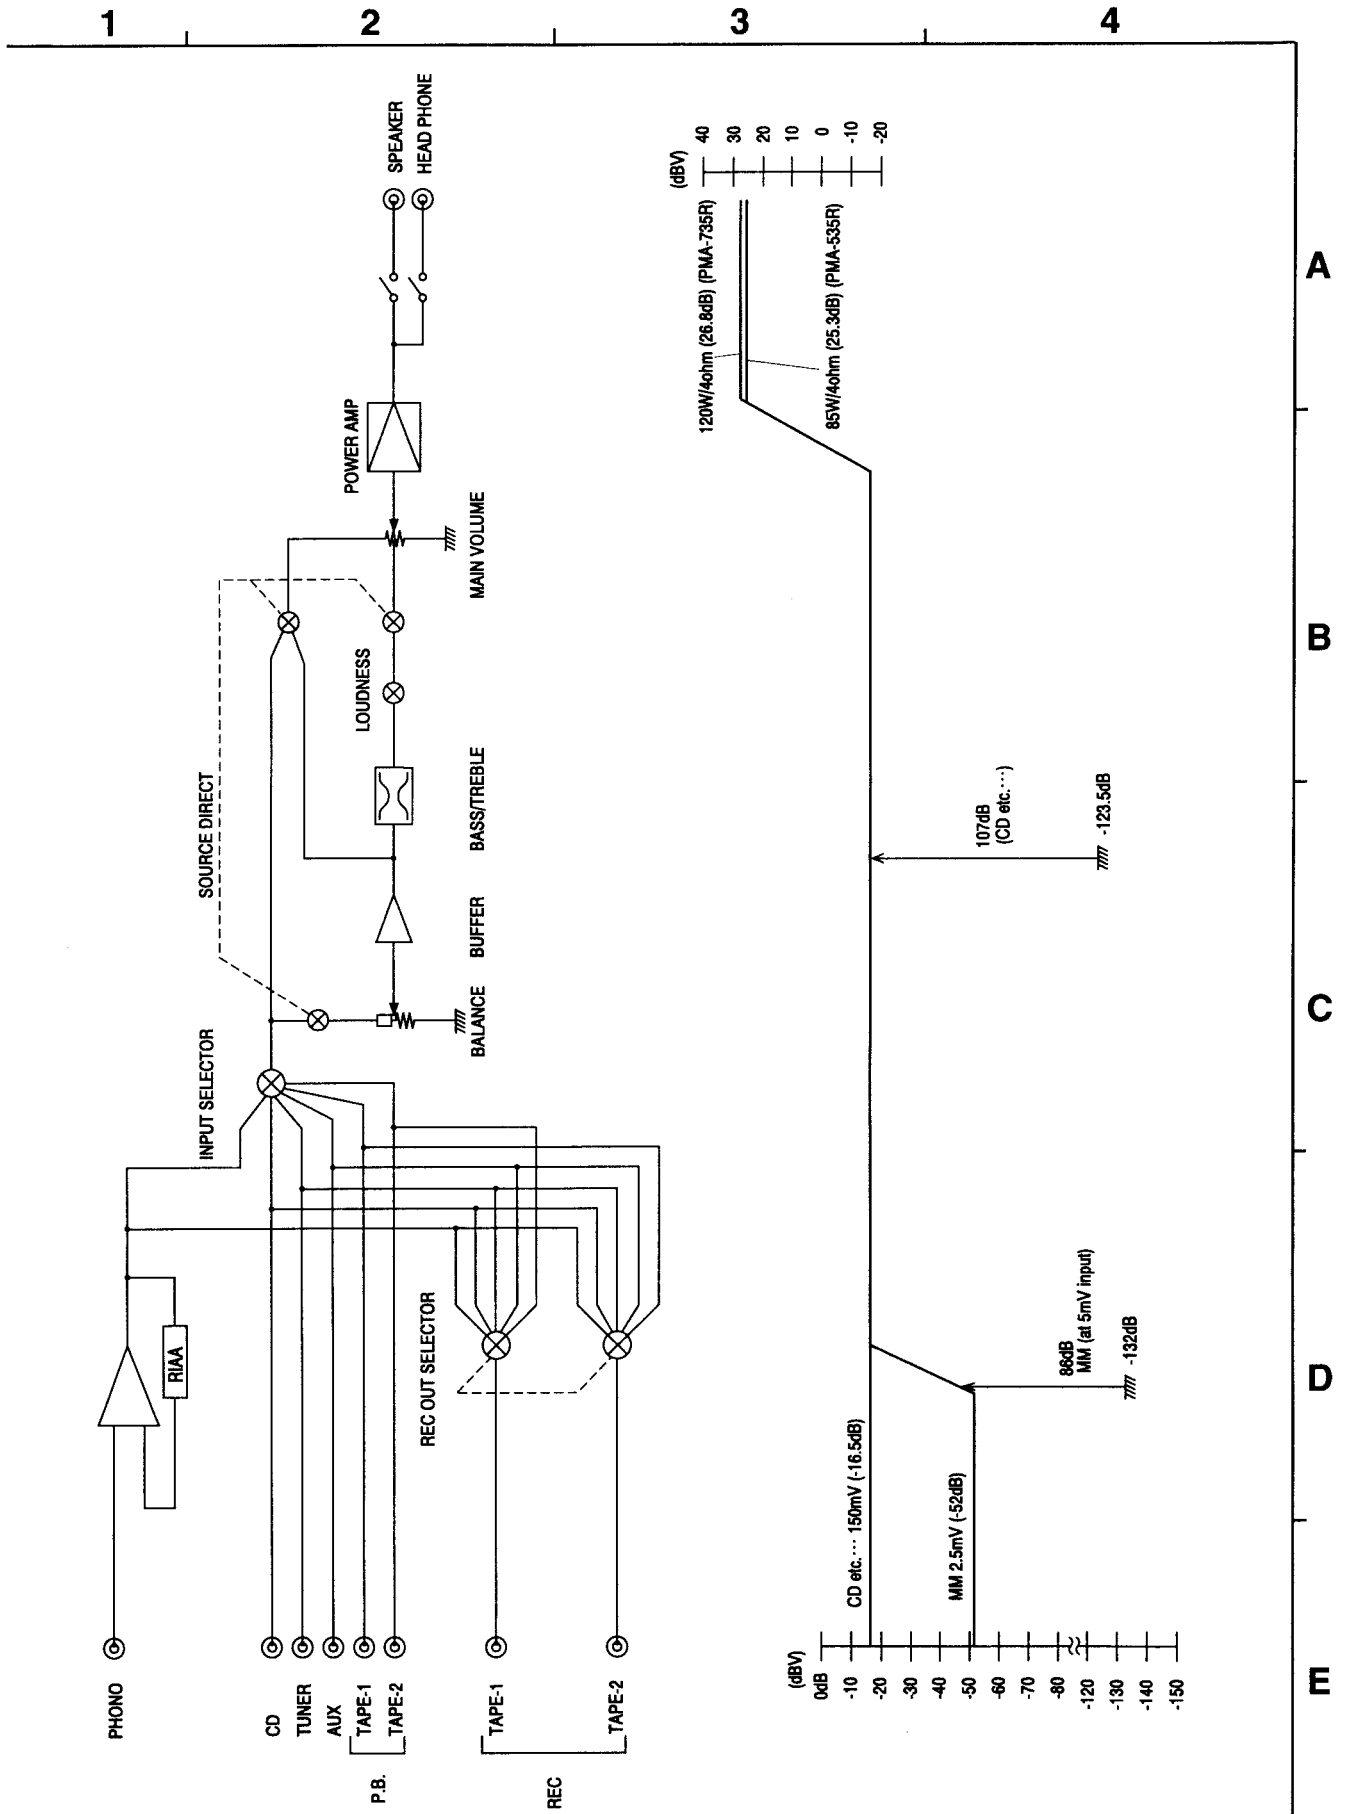 1
2
3
4
A
B
C
D
E
SPEAKER
HEAD PHONE
POWER AMP
MAIN VOLUME
LOUDNESS
BASS/TREBLE
SOURCE DIRECT
BUFFER
BALANCE
INPUT SELECTOR
REC OUT SELECTOR
RIAA
PHONO
CD
TUNER
AUX
TAPE-1
TAPE-2
P.B.
TAPE-1
TAPE-2
REC
(dBV)
40
30
20
10
0
-10
-20
120W/4ohm (26.8dB) (PMA-735R)
85W/4ohm (25.3dB) (PMA-535R)
107dB
(CD etc.···)
-123.5dB
86dB
MM (at 5mV input)
-132dB
CD etc.··· 150mV (-16.5dB)
MM 2.5mV (-52dB)
(dBV)
0dB
-10
-20
-30
-40
-50
-60
-70
-80
-120
-130
-140
-150